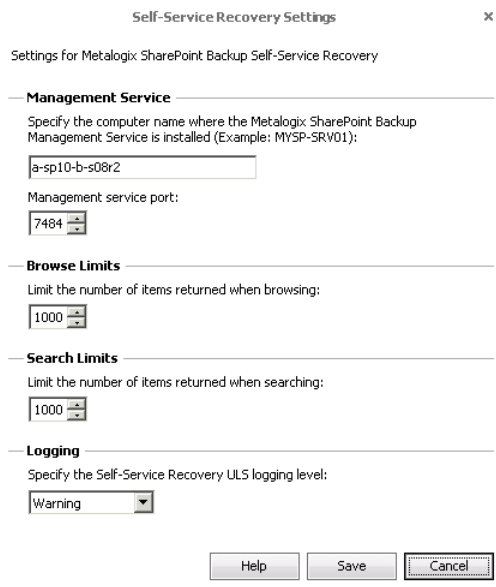 Self-Service Recovery Settings
×
Settings for Metalogix SharePoint Backup Self-Service Recovery
Management Service
Specify the computer name where the Metalogix SharePoint Backup
Management Service is installed (Example: MYSP-SRV01):
a-sp10-b-s08r2
Management service port:
7484
Browse Limits
Limit the number of items returned when browsing:
1000
Search Limits
Limit the number of items returned when searching:
1000
Logging
Specify the Self-Service Recovery ULS logging level:
Warning
Help Save Cancel